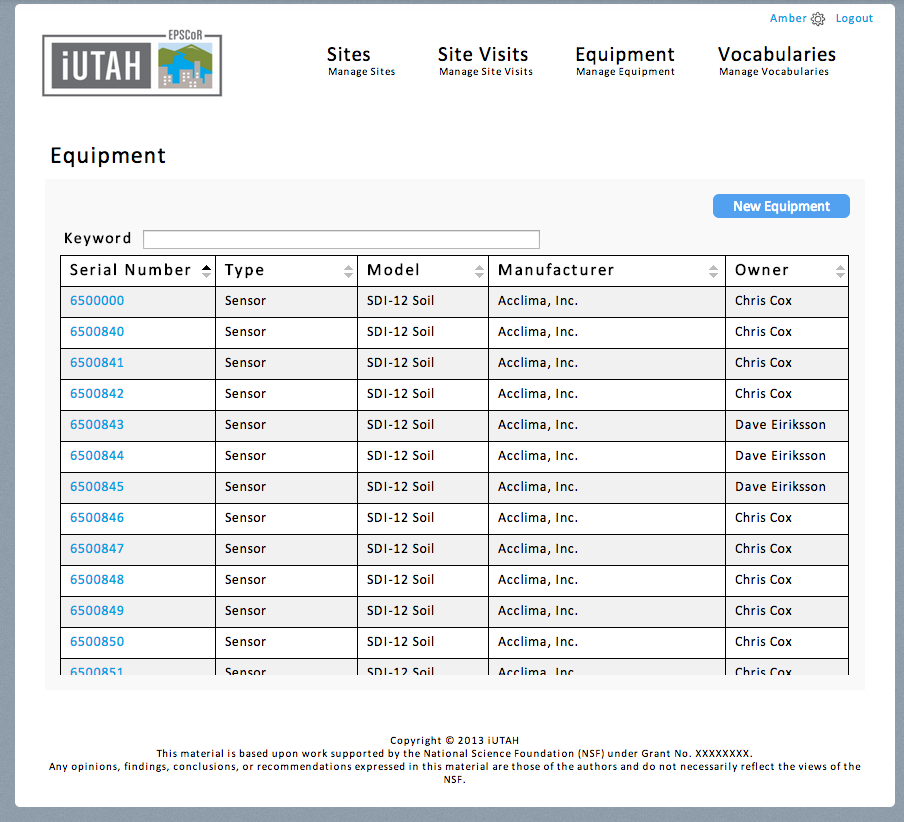 Amber Logout
EPSCoR
iUTAH
Sites Site Visits Equipment Vocabularies
Manage Sites Manage Site Visits Manage Equipment Manage Vocabularies
Equipment
New Equipment
Keyword
Serial Number Type Model Manufacturer Owner
6500000 Sensor SDI-12 Soil Acclima, Inc. Chris Cox
6500840 Sensor SDI-12 Soil Acclima, Inc. Chris Cox
6500841 Sensor SDI-12 Soil Acclima, Inc. Chris Cox
6500842 Sensor SDI-12 Soil Acclima, Inc. Chris Cox
6500843 Sensor SDI-12 Soil Acclima, Inc. Dave Eiriksson
6500844 Sensor SDI-12 Soil Acclima, Inc. Dave Eiriksson
6500845 Sensor SDI-12 Soil Acclima, Inc. Dave Eiriksson
6500846 Sensor SDI-12 Soil Acclima, Inc. Chris Cox
6500847 Sensor SDI-12 Soil Acclima, Inc. Chris Cox
6500848 Sensor SDI-12 Soil Acclima, Inc. Chris Cox
6500849 Sensor SDI-12 Soil Acclima, Inc. Chris Cox
6500850 Sensor SDI-12 Soil Acclima, Inc. Chris Cox
6500851 Sensor SDI-12 Soil Acclima, Inc. Chris Cox
Copyright © 2013 iUTAH
This material is based upon work supported by the National Science Foundation (NSF) under Grant No. XXXXXXXX.
Any opinions, findings, conclusions, or recommendations expressed in this material are those of the authors and do not necessarily reflect the views of the
NSF.